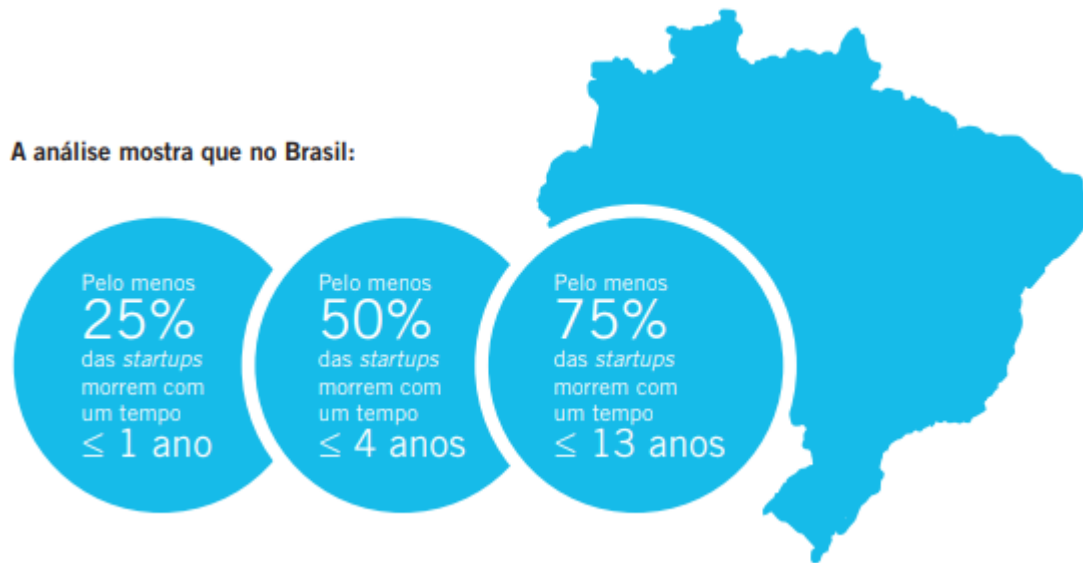 A análise mostra que no Brasil:
Pelo menos
25%
das startups
morrem com
um tempo
≤ 1 ano
Pelo menos
50%
das startups
morrem com
um tempo
≤ 4 anos
Pelo menos
75%
das startups
morrem com
um tempo
≤ 13 anos